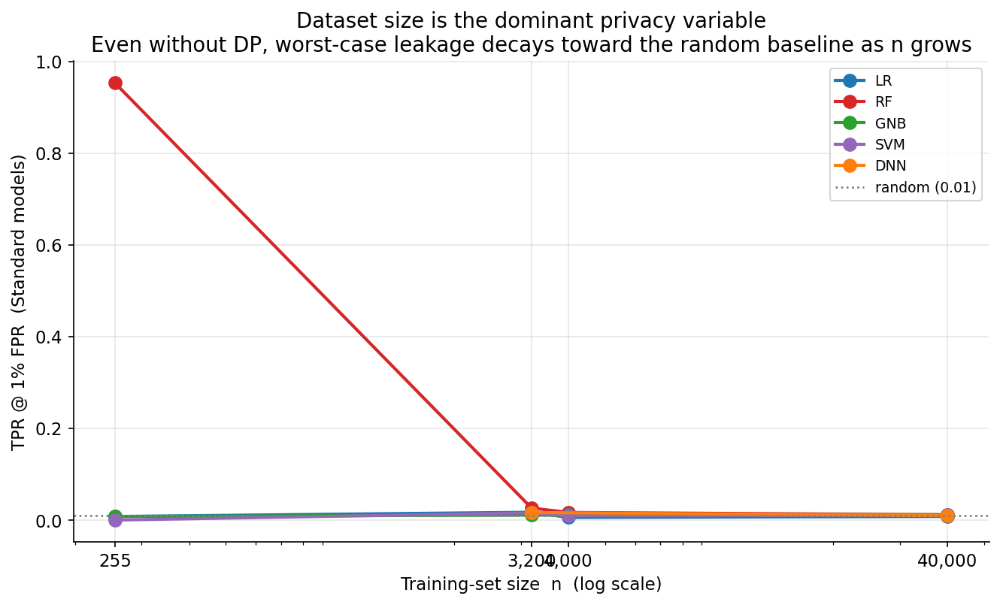 Dataset size is the dominant privacy variable
Even without DP, worst-case leakage decays toward the random baseline as n grows
TPR @ 1% FPR (Standard models)
1.0
0.8
0.6
0.4
0.2
0.0
LR
RF
GNB
SVM
DNN
random (0.01)
255
3,200
4,000
40,000
Training-set size n (log scale)